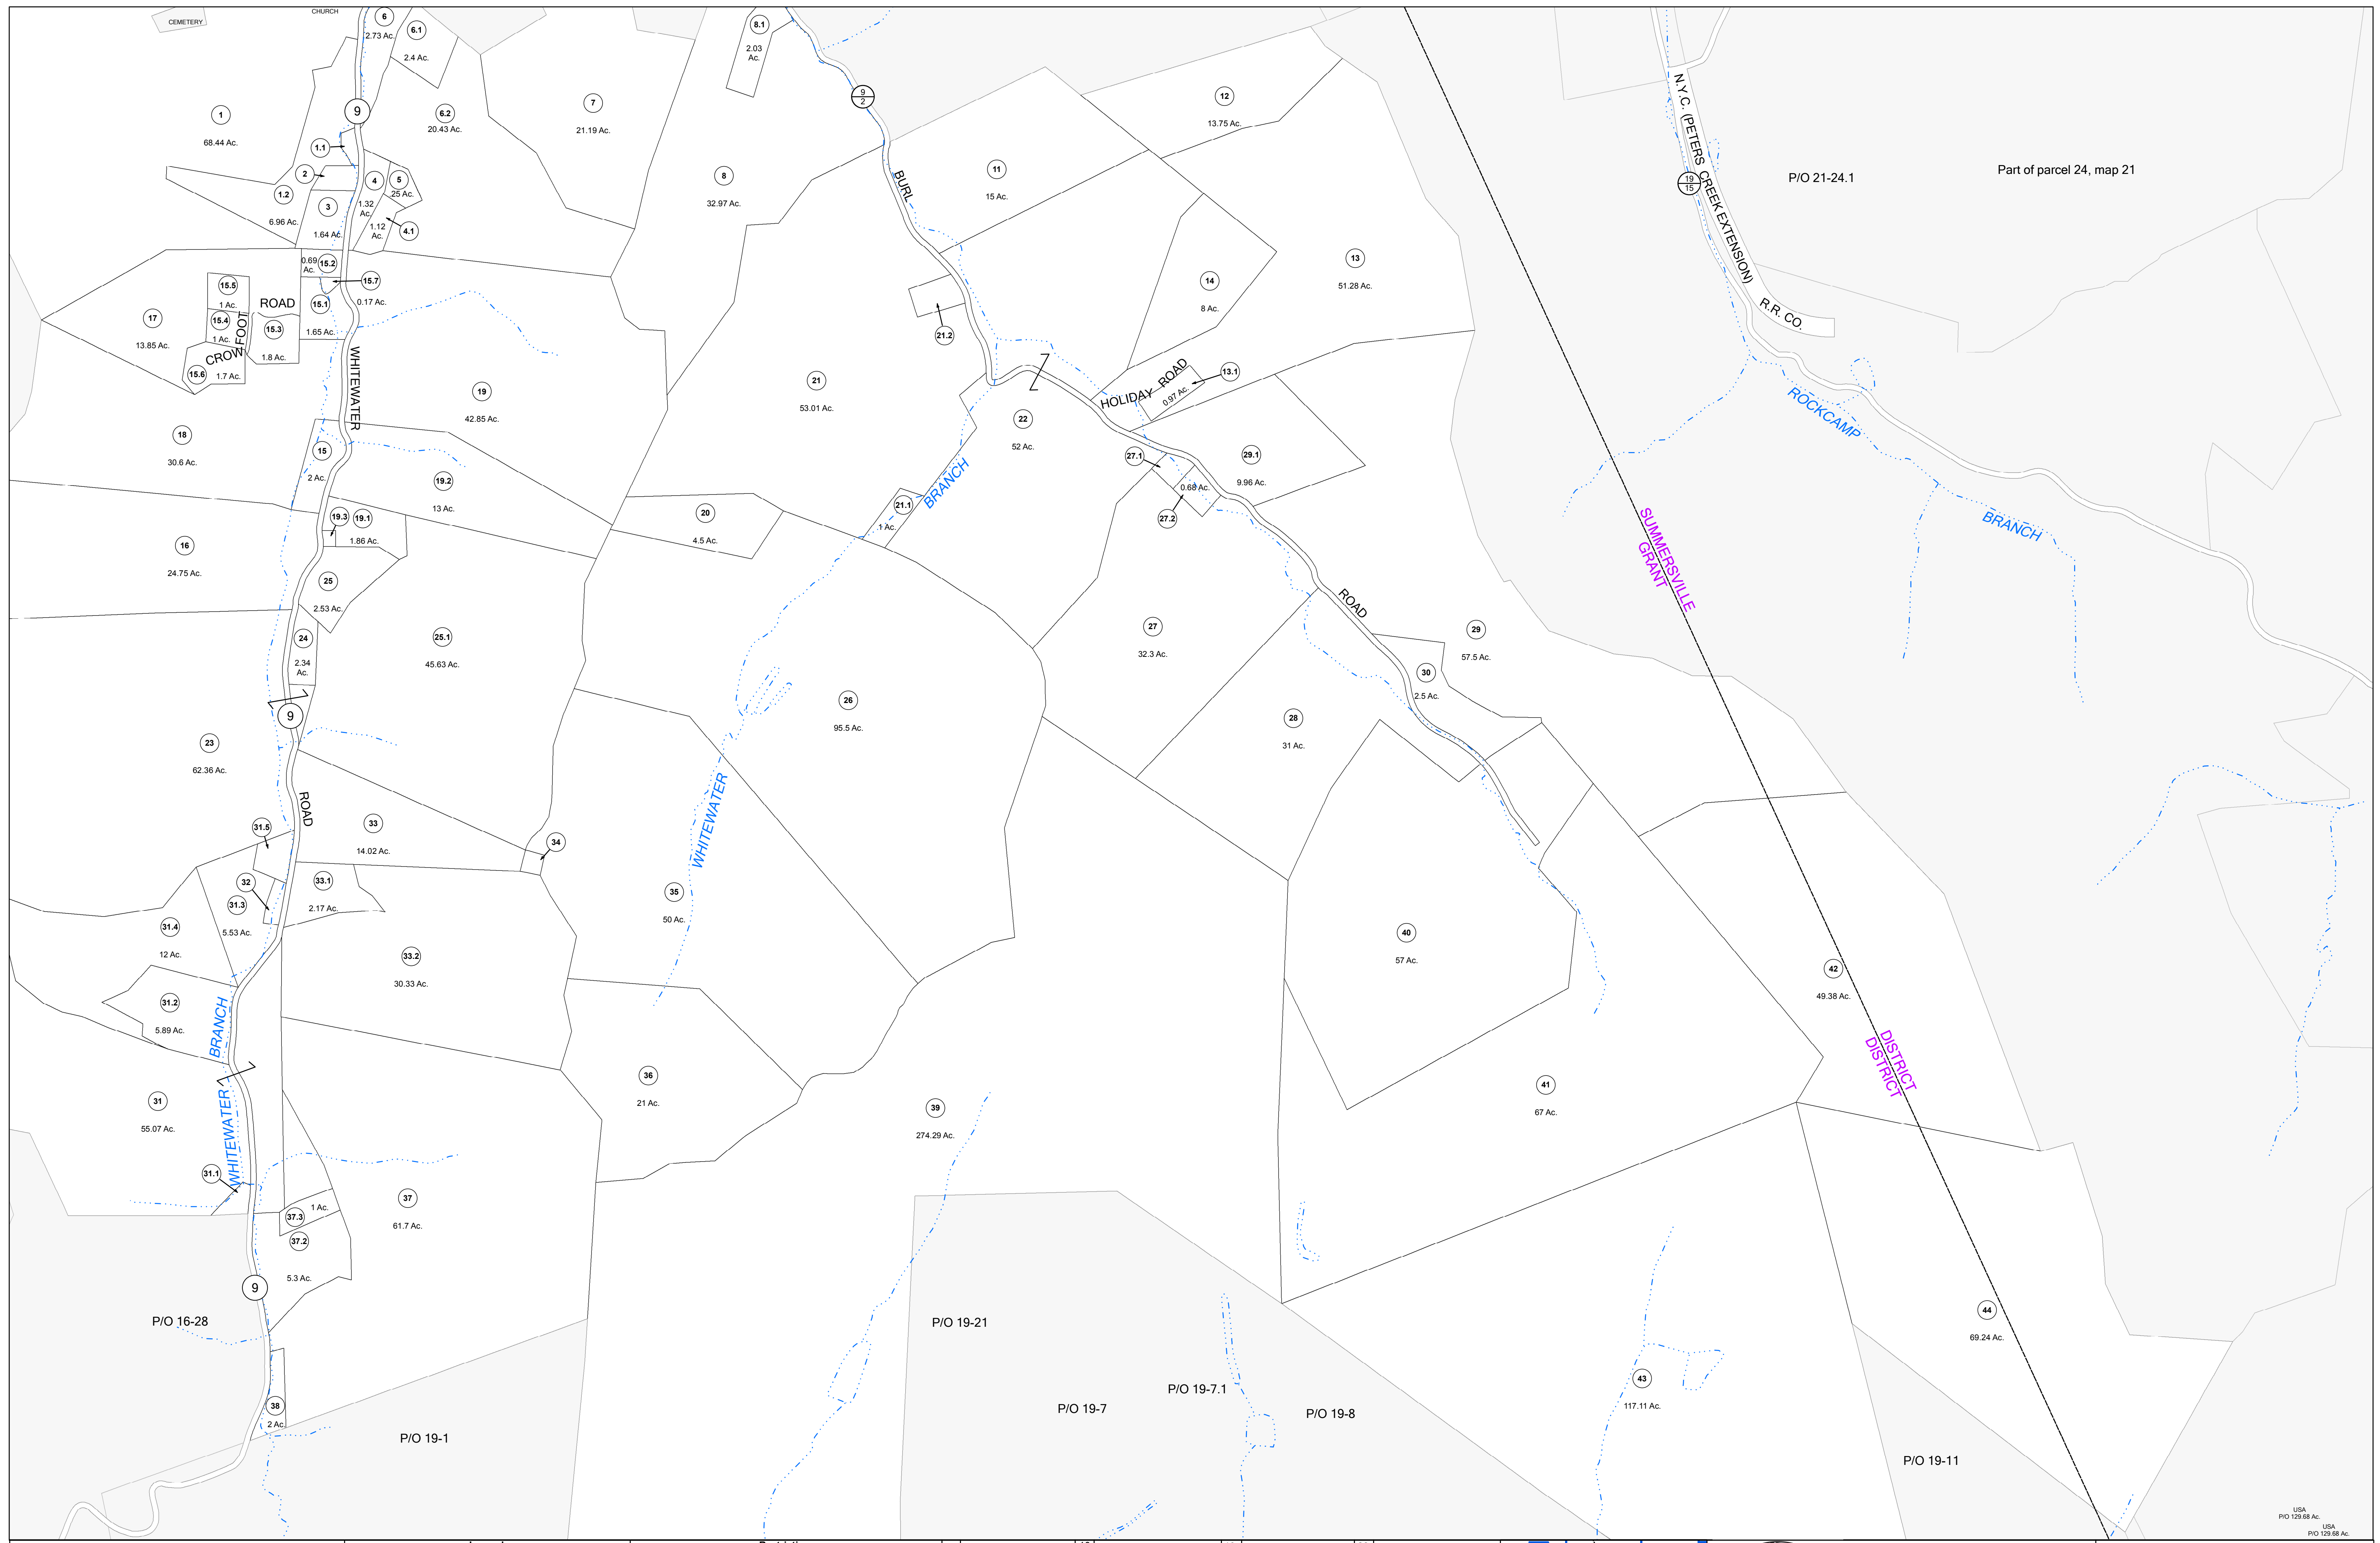 CEMETERY
CHURCH
6
2.73 Ac.
6.1
2.4 Ac.
8.1
2.03
Ac.
9
2
9
1
68.44 Ac.
6.2
20.43 Ac.
7
21.19 Ac.
12
13.75 Ac.
N.Y.C. (PETERS CREEK EXTENSION)
R.R. CO.
19
15
P/O 21-24.1
Part of parcel 24, map 21
1.1
2
1.2
6.96 Ac.
3
1.64 Ac.
4
1.32
Ac.
5
.25 Ac.
1.12
Ac.
4.1
8
32.97 Ac.
BURL
11
15 Ac.
13
51.28 Ac.
14
8 Ac.
0.69
Ac.
15.2
15.7
0.17 Ac.
15.5
1 Ac.
ROAD
15.1
1.65 Ac.
17
13.85 Ac.
15.4
1 Ac.
FOOT
15.3
1.8 Ac.
CROW
15.6
1.7 Ac.
WHITEWATER
21.2
19
42.85 Ac.
21
53.01 Ac.
22
52 Ac.
HOLIDAY
ROAD
0.97 Ac.
13.1
ROCKCAMP
BRANCH
18
30.6 Ac.
15
2 Ac.
19.2
13 Ac.
BRANCH
21.1
.1 Ac.
27.1
0.68 Ac.
27.2
29.1
9.96 Ac.
SUMMERSVILLE
GRANT
19.3
19.1
1.86 Ac.
20
4.5 Ac.
16
24.75 Ac.
25
2.53 Ac.
24
2.34
Ac.
25.1
45.63 Ac.
27
32.3 Ac.
ROAD
29
57.5 Ac.
30
2.5 Ac.
26
95.5 Ac.
28
31 Ac.
9
23
62.36 Ac.
ROAD
31.5
33
14.02 Ac.
34
WHITEWATER
32
33.1
2.17 Ac.
31.3
5.53 Ac.
31.4
12 Ac.
35
50 Ac.
33.2
30.33 Ac.
40
57 Ac.
42
49.38 Ac.
31.2
5.89 Ac.
BRANCH
DISTRICT
DISTRICT
36
21 Ac.
41
67 Ac.
39
274.29 Ac.
31
55.07 Ac.
WHITEWATER
31.1
37
61.7 Ac.
37.3
1 Ac.
37.2
5.3 Ac.
9
P/O 16-28
P/O 19-21
44
69.24 Ac.
43
117.11 Ac.
P/O 19-7.1
P/O 19-7
P/O 19-8
38
2 Ac.
P/O 19-1
P/O 19-11
USA
P/O 129.68 Ac.
USA
P/O 129.68 Ac.